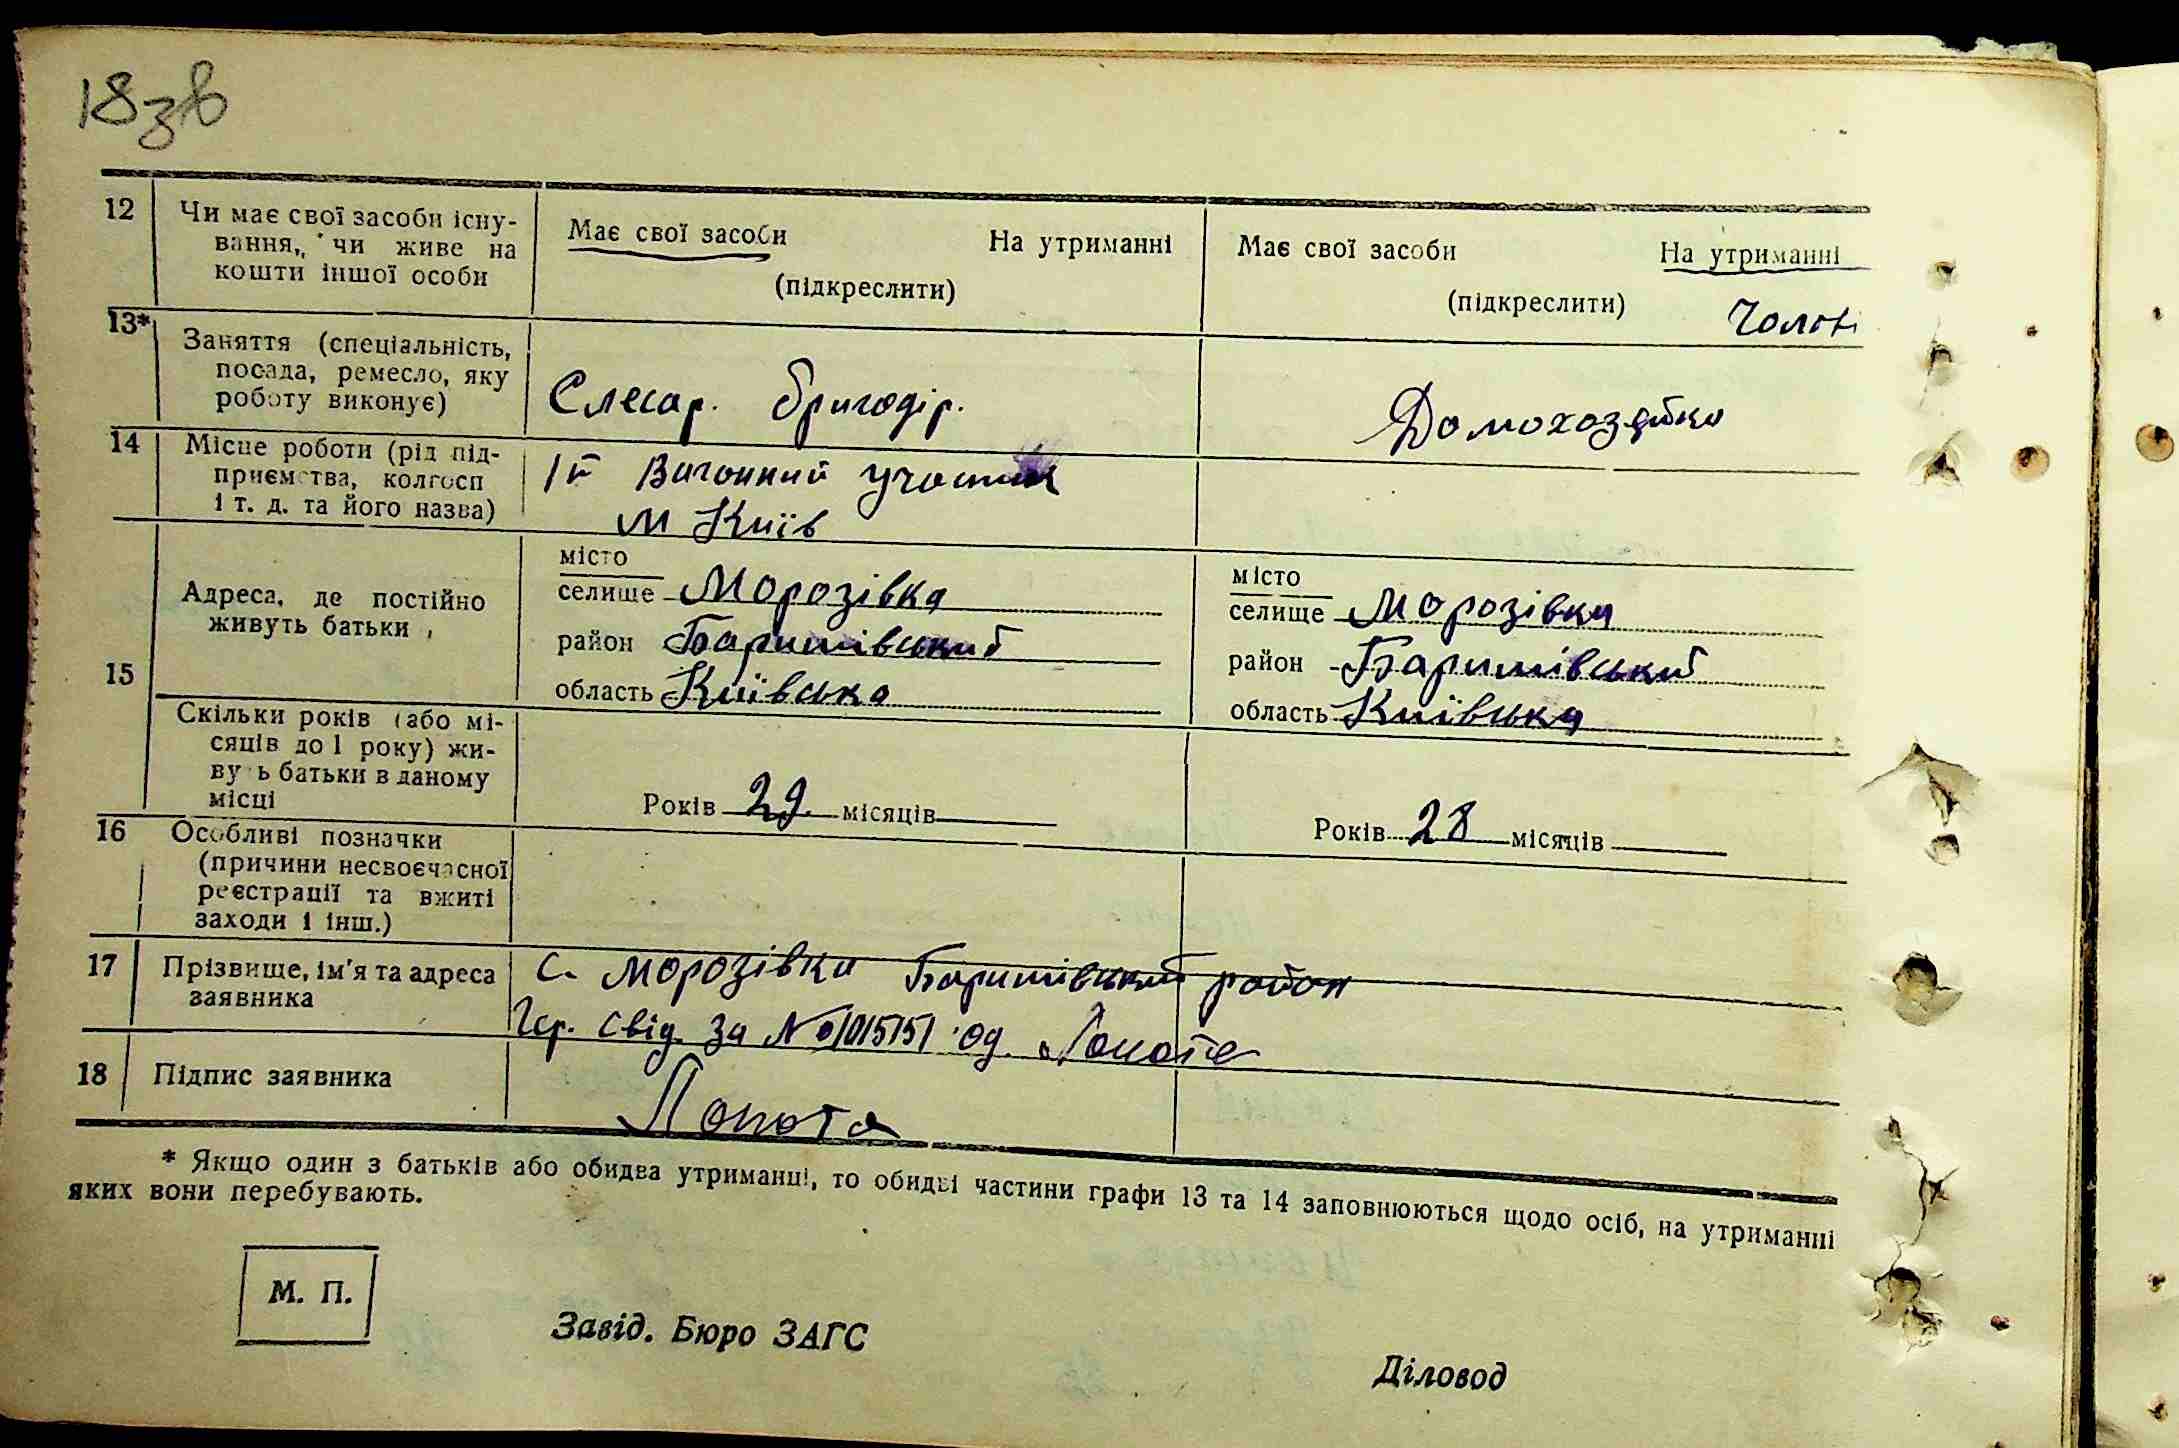 18зв
12 Чи має свої засоби існу-
вання, чи живе на
кошти іншої особи
Має свої засоби На утриманні
(підкреслити)
Має свої засоби На утриманні
(підкреслити)
13* Заняття (спеціальність,
посада, ремесло, яку
роботу виконує)
Слесар. бригадір.
Домохозяйка
14 Місце роботи (рід під-
приємства, колгосп
і т. д. та його назва)
1й Вагонний участок
м Київ
15 Адреса, де постійно
живуть батьки
місто
селище Морозівка
район Баришівський
область Київська
місто
селище Морозівка
район Баришівський
область Київська
Скільки років (або мі-
сяців до 1 року) жи-
вуть батьки в даному
місці
Років 29. місяців
Років 28 місяців
16 Особливі позначки
(причини несвоєчасної
реєстрації та вжиті
заходи і інш.)
17 Прізвище, ім'я та адреса
заявника
С. Морозівка Баришівський район
свід. за №
18 Підпис заявника
Лопота
* Якщо один з батьків або обидва утриманці, то обидві частини графи 13 та 14 заповнюються щодо осіб, на утриманні
яких вони перебувають.
М. П.
Завід. Бюро ЗАГС
Діловод